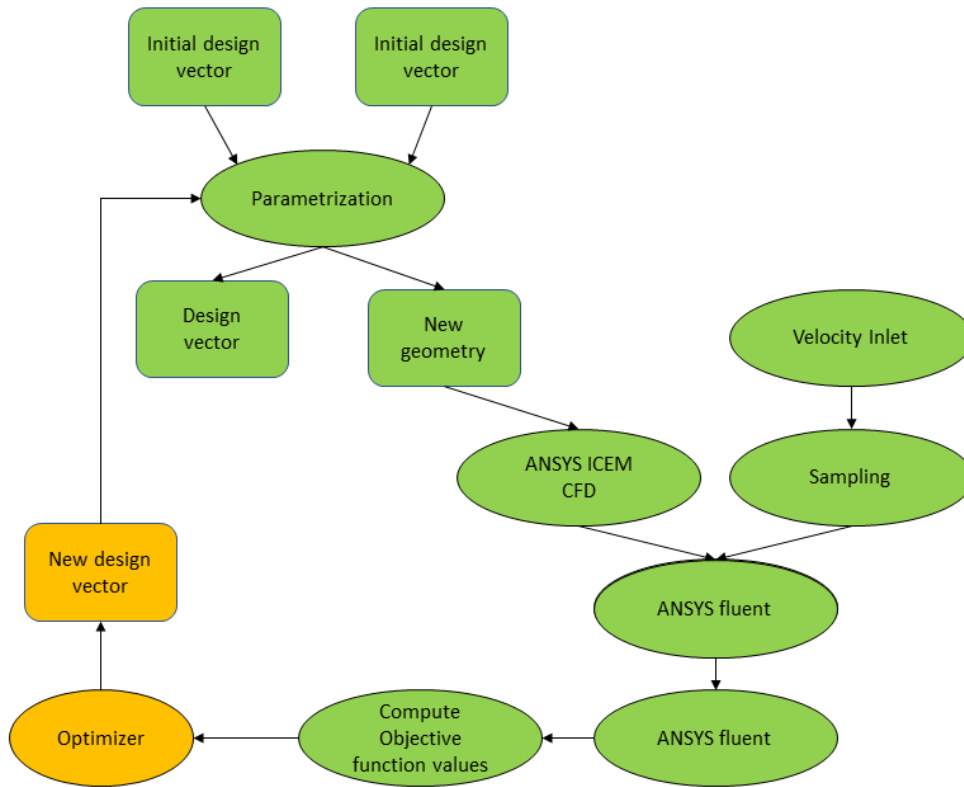 Initial design
vector
Initial design
vector
Parametrization
Design
vector
New
geometry
Velocity Inlet
ANSYS ICEM
CFD
Sampling
New design
vector
ANSYS fluent
Optimizer
Compute
Objective
function values
ANSYS fluent